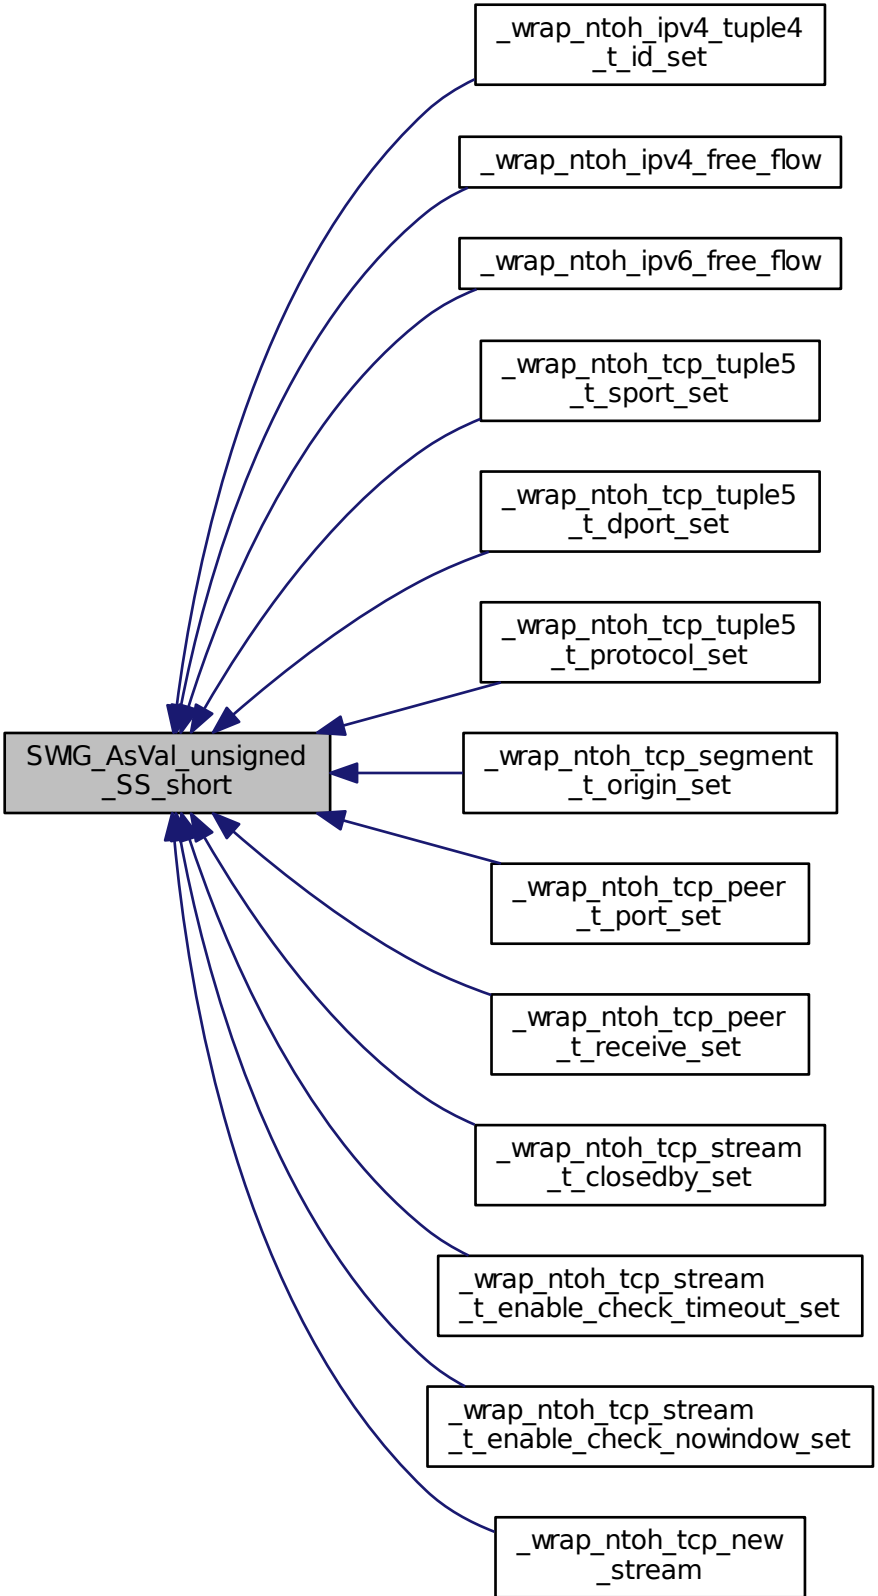 _wrap_ntoh_ipv4_tuple4
_t_id_set
_wrap_ntoh_ipv4_free_flow
_wrap_ntoh_ipv6_free_flow
_wrap_ntoh_tcp_tuple5
_t_sport_set
_wrap_ntoh_tcp_tuple5
_t_dport_set
_wrap_ntoh_tcp_tuple5
_t_protocol_set
SWIG_AsVal_unsigned
_SS_short
_wrap_ntoh_tcp_segment
_t_origin_set
_wrap_ntoh_tcp_peer
_t_port_set
_wrap_ntoh_tcp_peer
_t_receive_set
_wrap_ntoh_tcp_stream
_t_closedby_set
_wrap_ntoh_tcp_stream
_t_enable_check_timeout_set
_wrap_ntoh_tcp_stream
_t_enable_check_nowindow_set
_wrap_ntoh_tcp_new
_stream